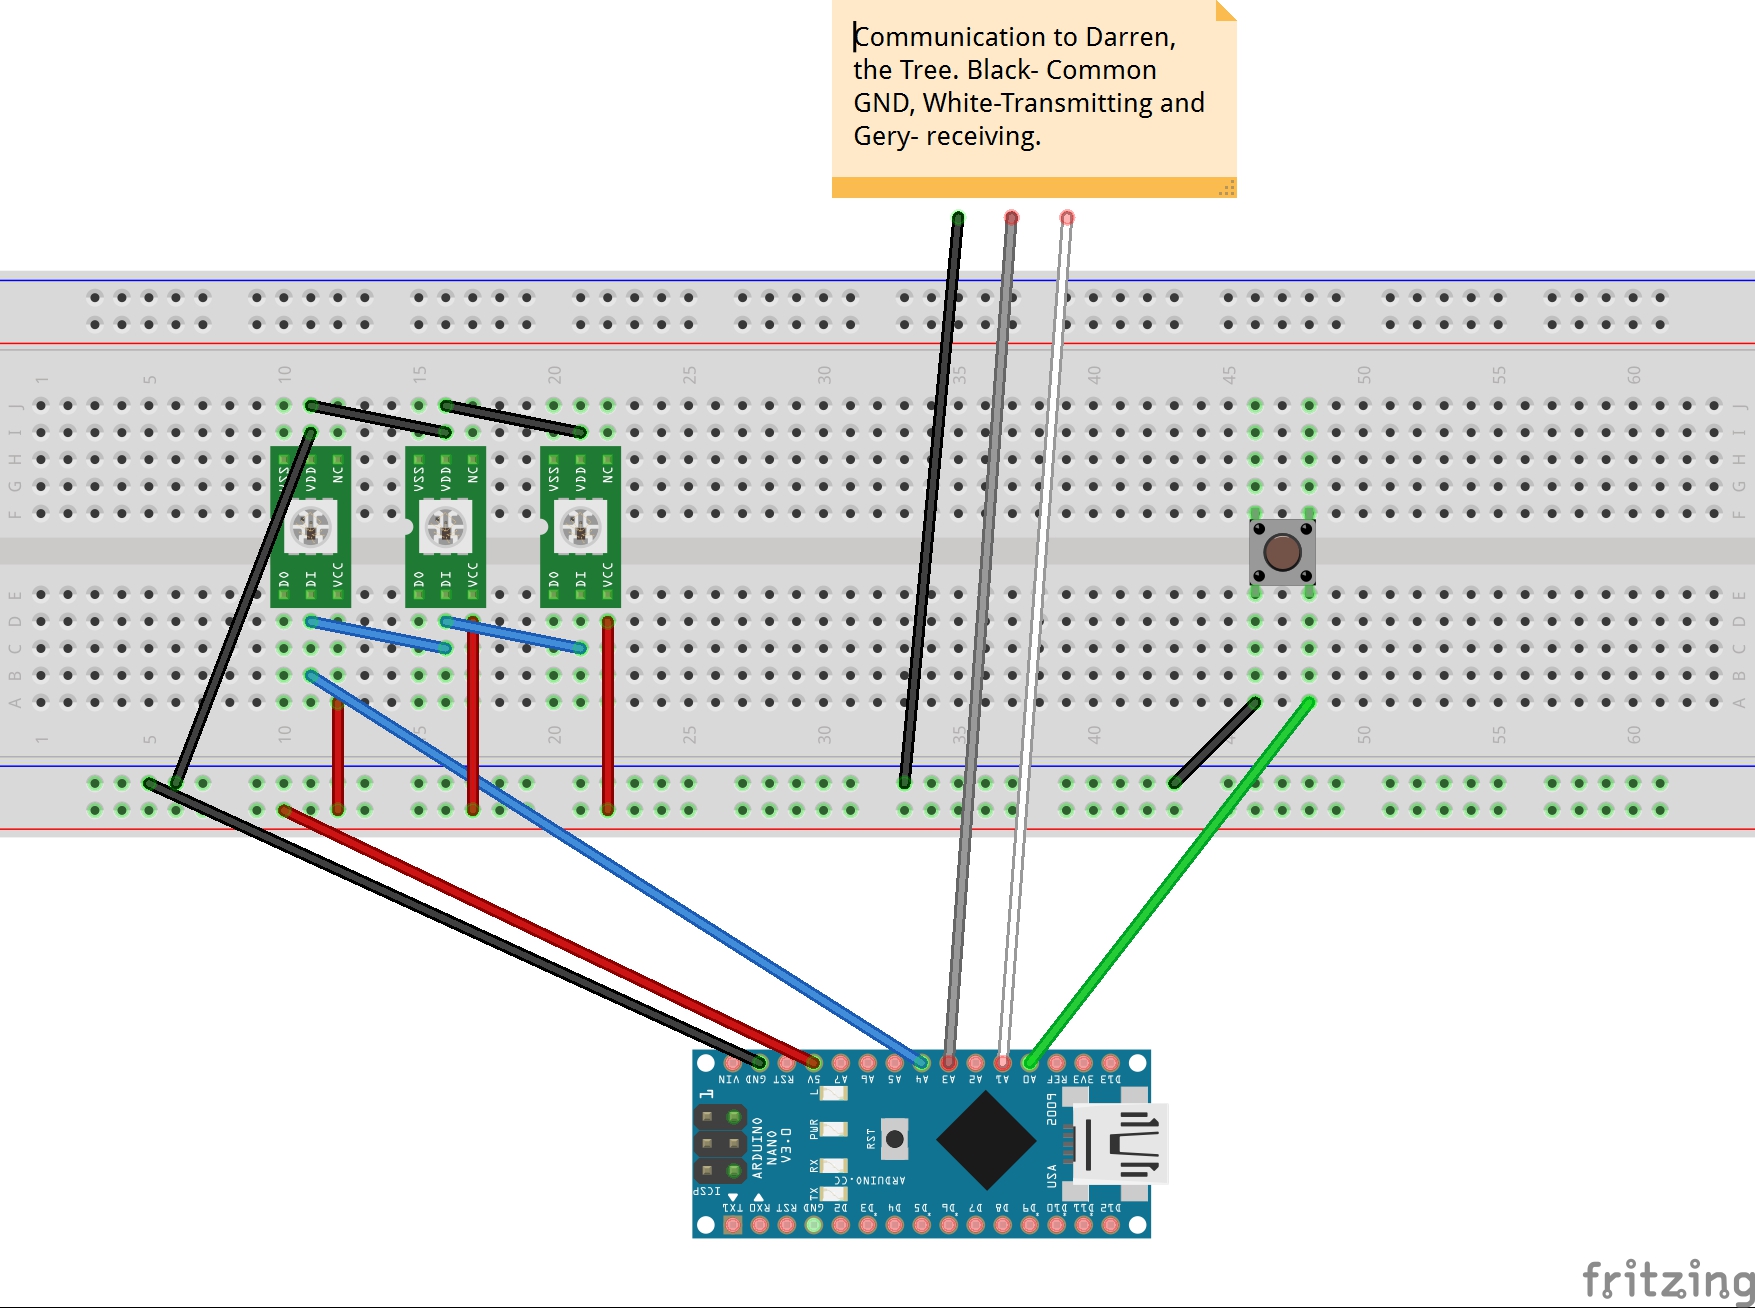 Communication to Darren,
the Tree. Black- Common
GND, White-Transmitting and
Gery- receiving.
1 5 10 15 20 25 30 35 40 45 50 55 60
J J
I I
H H
G G
F F
VSS VDD NC VSS VDD NC VSS VDD NC
DO DI VCC DO DI VCC DO DI VCC
E E
D D
C C
B B
A A
1 5 10 15 20 25 30 35 40 4 50 55 60
VIN GND RST 5V A7 A6 A5 A4 A3 A2 A1 A0 REF 3V3 D13
1
L
PWR
RX
TX
RST
ARDUINO
NANO
V3.0
ARDUINO.CC
2009
USA
ICSP
TX1 RX0 RST GND D2 D3 D4 D5 D6 D7 D8 D9 D10 D11 D12
fritzing